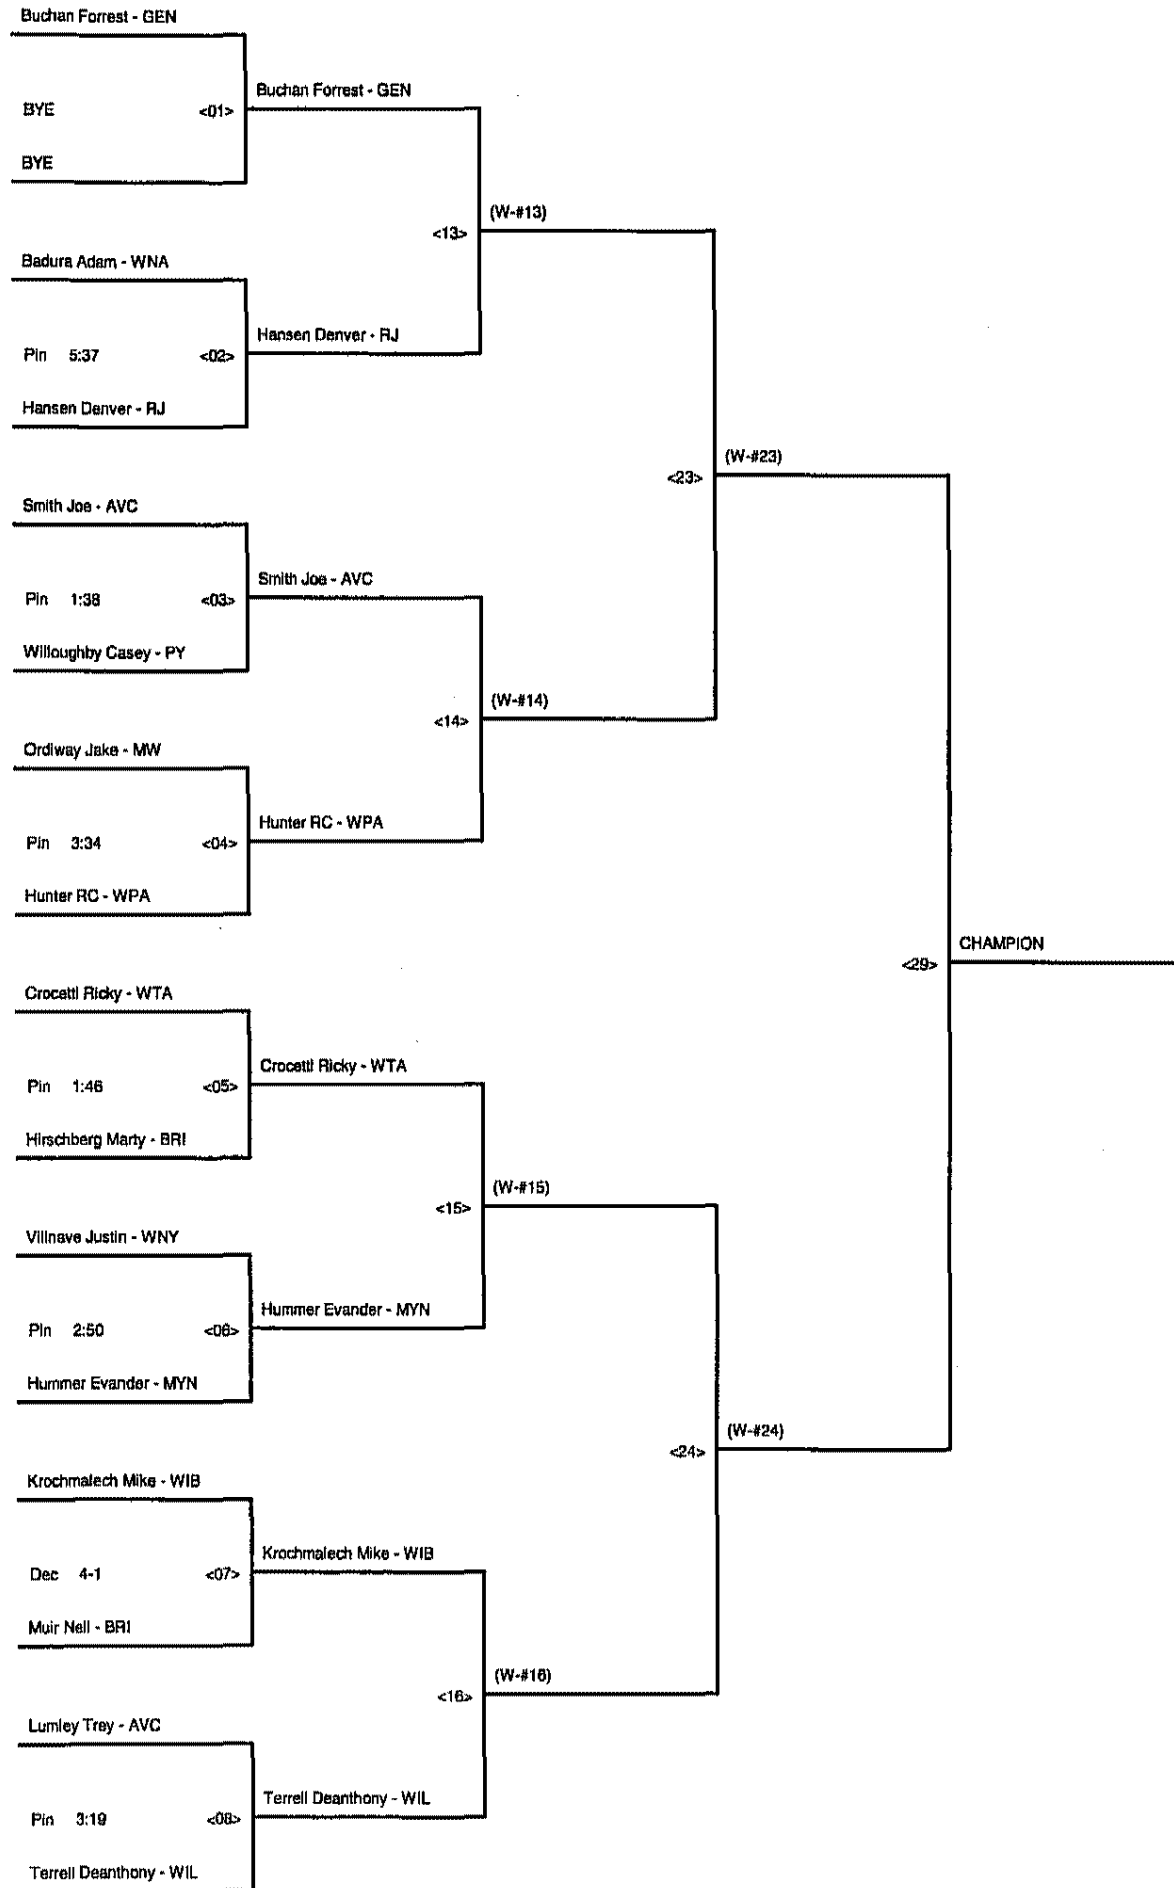 Buchan Forrest - GEN
Buchan Forrest - GEN
BYE <01>
BYE
(W-#13)
<13>
Badura Adam - WNA
Hansen Denver - RJ
Pin 5:37 <02>
Hansen Denver - RJ
(W-#23)
<23>
Smith Joe - AVC
Smith Joe - AVC
Pin 1:38 <03>
Willoughby Casey - PY
(W-#14)
<14>
Ordiway Jake - MW
Hunter RC - WPA
Pin 3:34 <04>
Hunter RC - WPA
CHAMPION
<29>
Crocetti Ricky - WTA
Crocetti Ricky - WTA
Pin 1:46 <05>
Hirschberg Marty - BRI
(W-#15)
<15>
Villnave Justin - WNY
Hummer Evander - MYN
Pin 2:50 <06>
Hummer Evander - MYN
(W-#24)
<24>
Krochmalech Mike - WIB
Krochmalech Mike - WIB
Dec 4-1 <07>
Muir Neil - BRI
(W-#16)
<16>
Lumley Trey - AVC
Terrell Deanthony - WIL
Pin 3:19 <08>
Terrell Deanthony - WIL